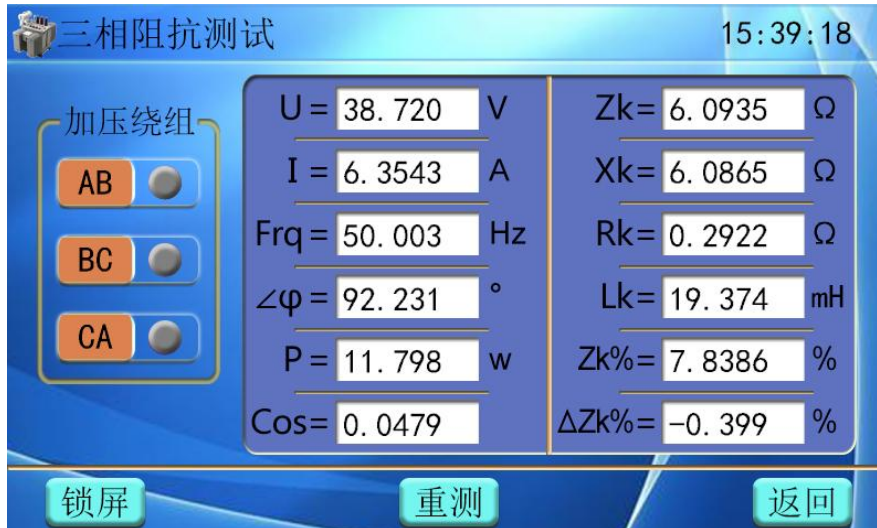 三相阻抗测试 15:39:18
加压绕组
AB
BC
CA
U = 38.720 V
I = 6.3543 A
Frq = 50.003 Hz
∠φ = 92.231 °
P = 11.798 w
Cos= 0.0479
Zk= 6.0935 Ω
Xk= 6.0865 Ω
Rk= 0.2922 Ω
Lk= 19.374 mH
Zk%= 7.8386 %
ΔZk%= -0.399 %
锁屏 重测 返回